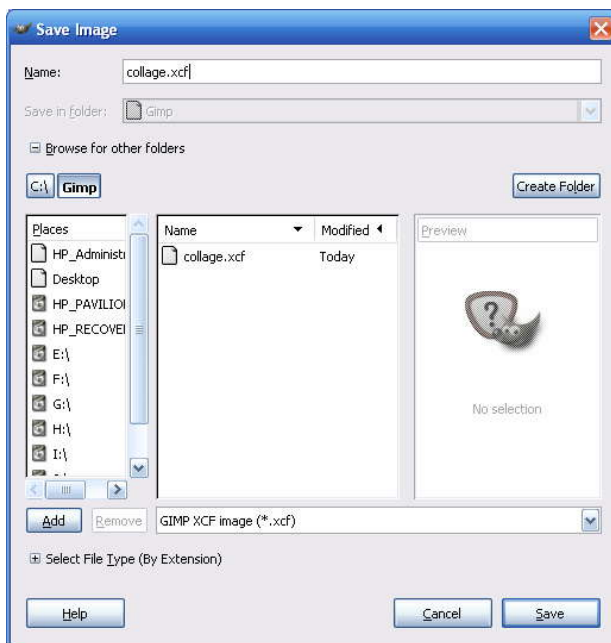 Save Image
Name: collage.xcf
Save in folder: Gimp
Browse for other folders
C:\ Gimp Create Folder
Places Name Modified Preview
HP_Administ collage.xcf Today
Desktop
HP_PAVILIO
HP_RECOVE
E:\
F:\
G:\ No selection
H:\
I:\
Add Remove GIMP XCF image (*.xcf)
Select File Type (By Extension)
Help Cancel Save